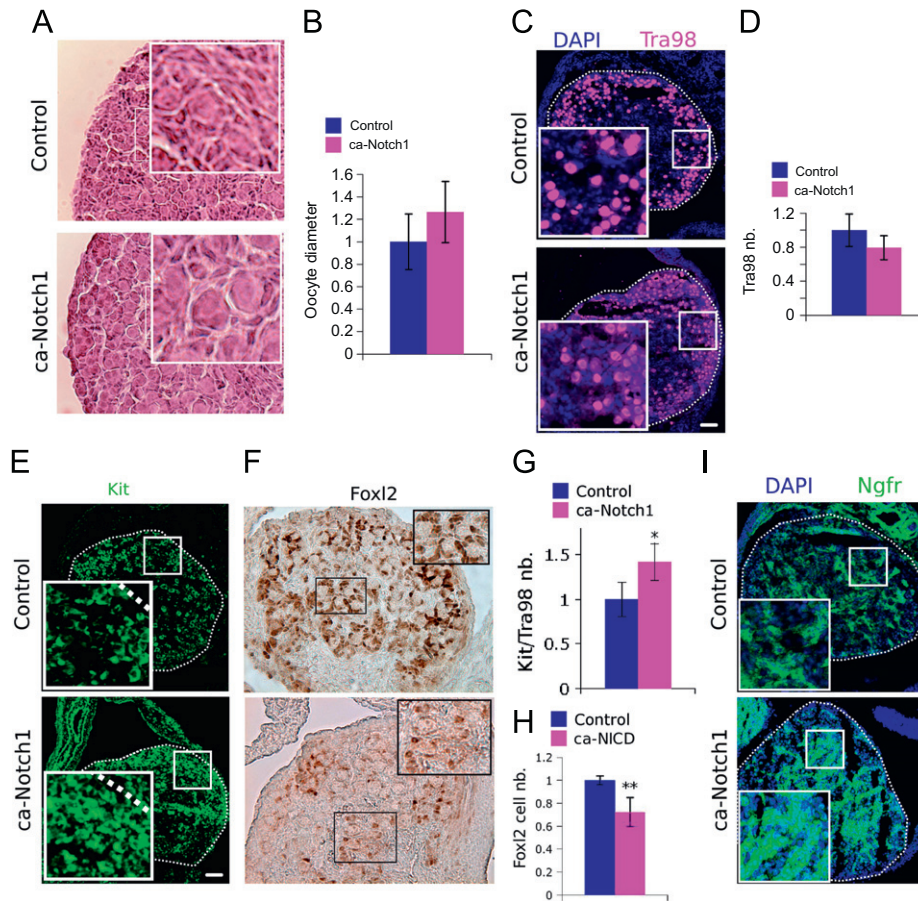 A
Control
ca-Notch1
B
Control
ca-Notch1
Oocyte diameter
1.6
1.4
1.2
1
0.8
0.6
0.4
0.2
0
C
DAPI Tra98
Control
ca-Notch1
D
Control
ca-Notch1
Tra98 nb.
1.2
0.8
0.4
0
E
Kit
Control
ca-Notch1
F
Foxl2
G
Control
ca-Notch1
Kit/Tra98 nb.
*
1.5
1
0.5
0
H
Control
ca-NICD
Foxl2 cell nb.
**
1.2
1
0.8
0.6
0.4
0.2
0
I
DAPI Ngfr
Control
ca-Notch1